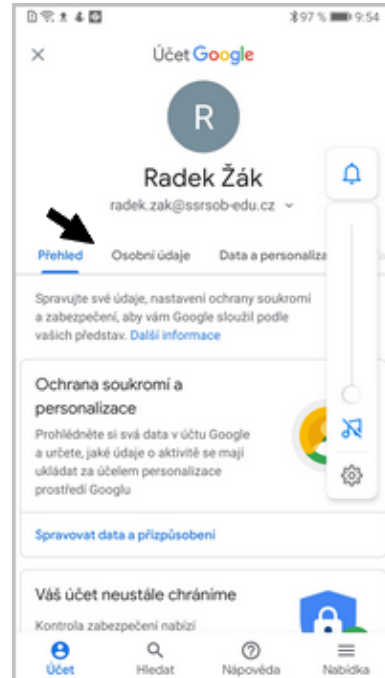 97 % 9:54
Účet Google
R
Radek Žák
radek.zak@ssrsob-edu.cz
Přehled Osobní údaje Data a personaliza
Spravujte své údaje, nastavení ochrany soukromí
a zabezpečení, aby vám Google sloužil podle
vašich představ. Další informace
Ochrana soukromí a
personalizace
Prohlédněte si svá data v účtu Google
a určete, jaké údaje o aktivitě se mají
ukládat za účelem personalizace
prostředí Googlu
Spravovat data a přizpůsobení
Váš účet neustále chráníme
Kontrola zabezpečení nabízí
Účet Hledat Nápověda Nabídka